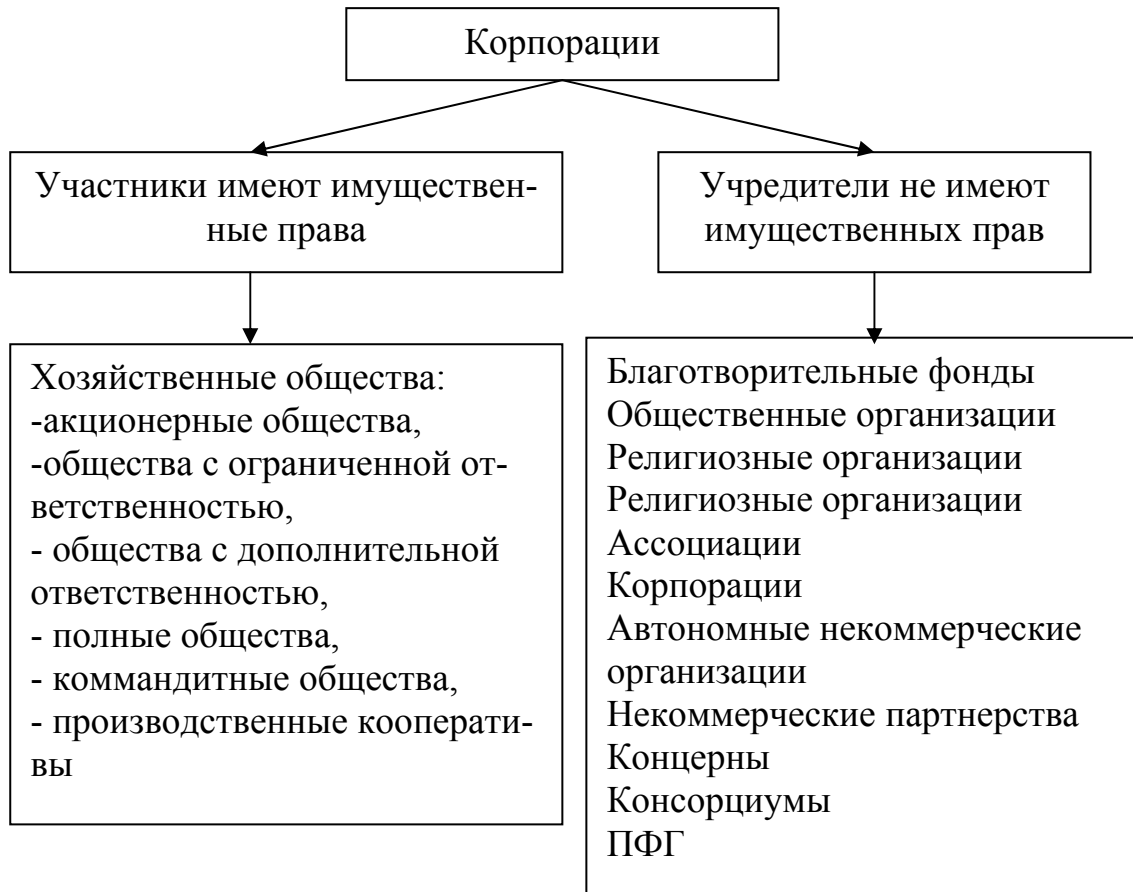 Корпорации
Участники имеют имуществен-
ные права
Учредители не имеют
имущественных прав
Хозяйственные общества:
-акционерные общества,
-общества с ограниченной от-
ветственностью,
- общества с дополнительной
ответственностью,
- полные общества,
- коммандитные общества,
- производственные кооперати-
вы
Благотворительные фонды
Общественные организации
Религиозные организации
Религиозные организации
Ассоциации
Корпорации
Автономные некоммерческие
организации
Некоммерческие партнерства
Концерны
Консорциумы
ПФГ